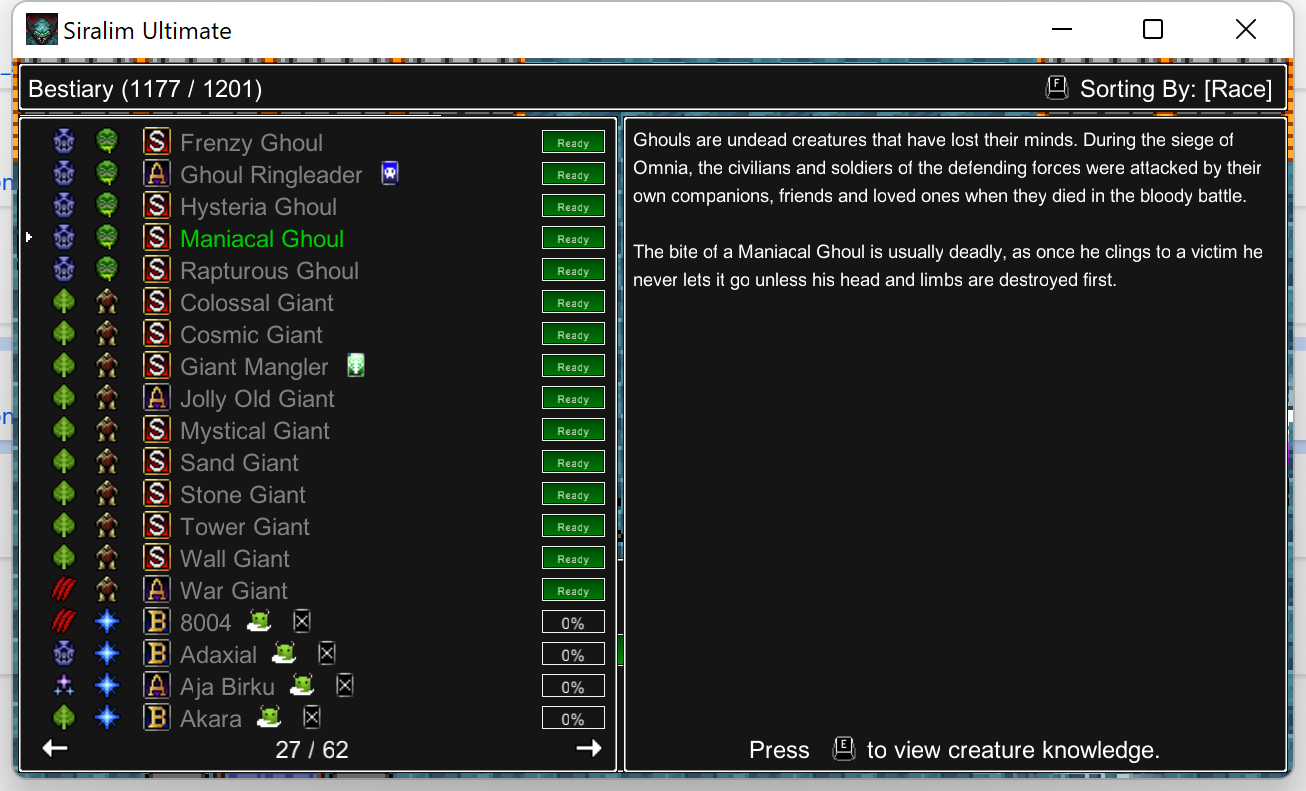 Siralim Ultimate
Bestiary (1177 / 1201)
F Sorting By: [Race]
S Frenzy Ghoul Ready
A Ghoul Ringleader Ready
S Hysteria Ghoul Ready
S Maniacal Ghoul Ready
S Rapturous Ghoul Ready
S Colossal Giant Ready
S Cosmic Giant Ready
S Giant Mangler Ready
A Jolly Old Giant Ready
S Mystical Giant Ready
S Sand Giant Ready
S Stone Giant Ready
S Tower Giant Ready
S Wall Giant Ready
A War Giant Ready
B 8004 0%
B Adaxial 0%
A Aja Birku 0%
B Akara 0%
27 / 62
Ghouls are undead creatures that have lost their minds. During the siege of
Omnia, the civilians and soldiers of the defending forces were attacked by their
own companions, friends and loved ones when they died in the bloody battle.
The bite of a Maniacal Ghoul is usually deadly, as once he clings to a victim he
never lets it go unless his head and limbs are destroyed first.
Press E to view creature knowledge.